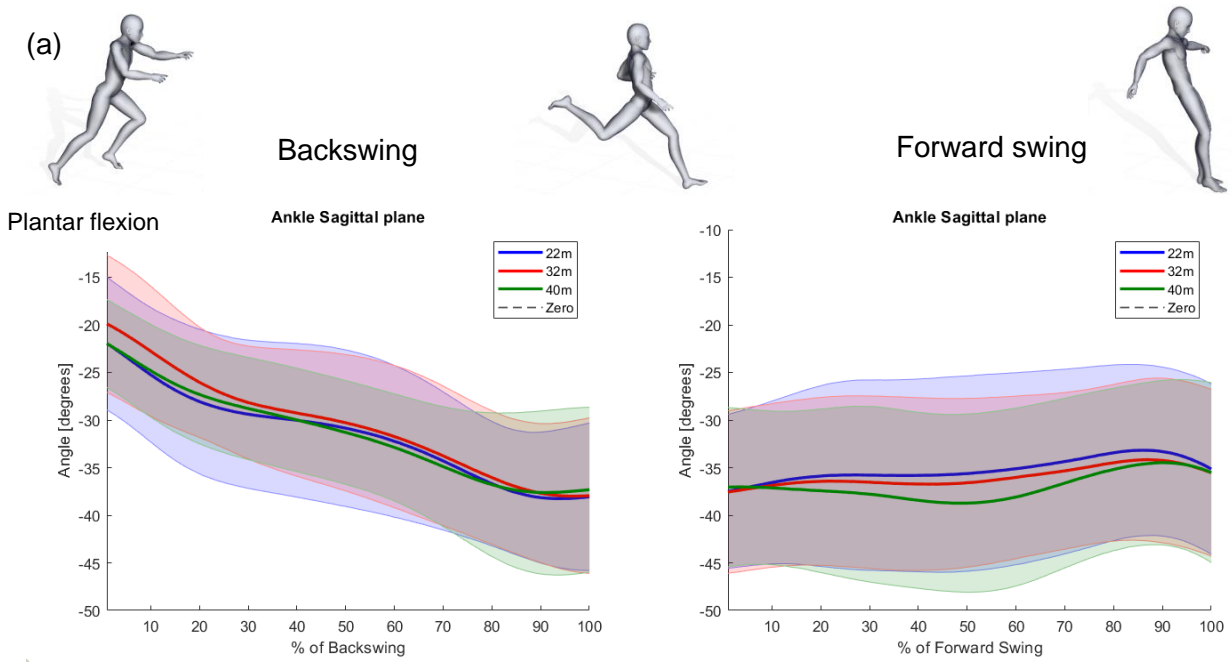 (a)
Backswing
Forward swing
Plantar flexion
Ankle Sagittal plane
22m
32m
40m
Zero
-15
-20
-25
-30
-35
-40
-45
-50
Angle [degrees]
10 20 30 40 50 60 70 80 90 100
% of Backswing
Ankle Sagittal plane
22m
32m
40m
Zero
-10
-15
-20
-25
-30
-35
-40
-45
-50
Angle [degrees]
10 20 30 40 50 60 70 80 90 100
% of Forward Swing